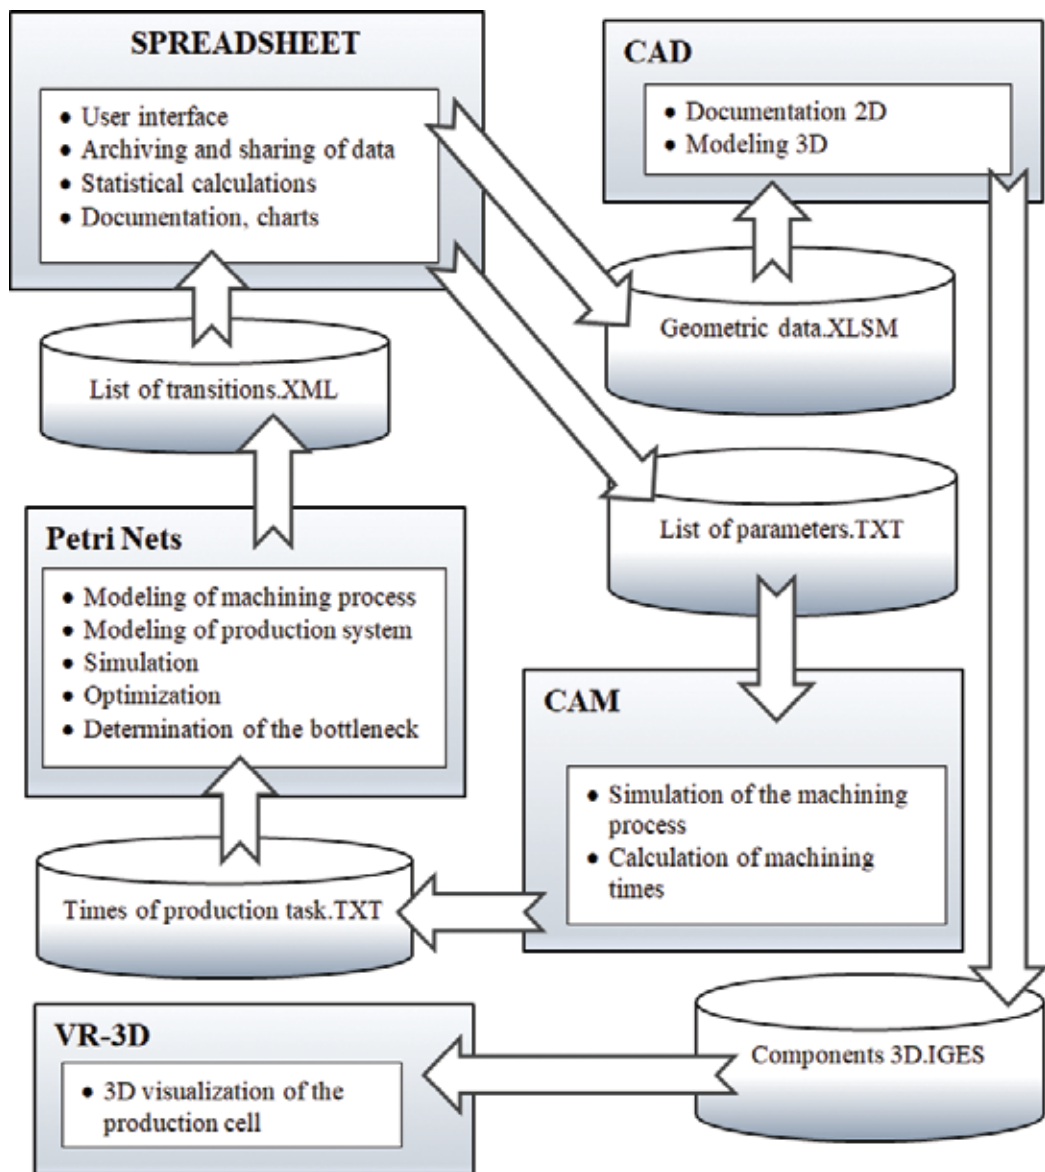 SPREADSHEET
• User interface
• Archiving and sharing of data
• Statistical calculations
• Documentation, charts
CAD
• Documentation 2D
• Modeling 3D
Geometric data.XLSM
List of transitions.XML
List of parameters.TXT
Petri Nets
• Modeling of machining process
• Modeling of production system
• Simulation
• Optimization
• Determination of the bottleneck
CAM
• Simulation of the machining
process
• Calculation of machining
times
Times of production task.TXT
Components 3D.IGES
VR-3D
• 3D visualization of the
production cell